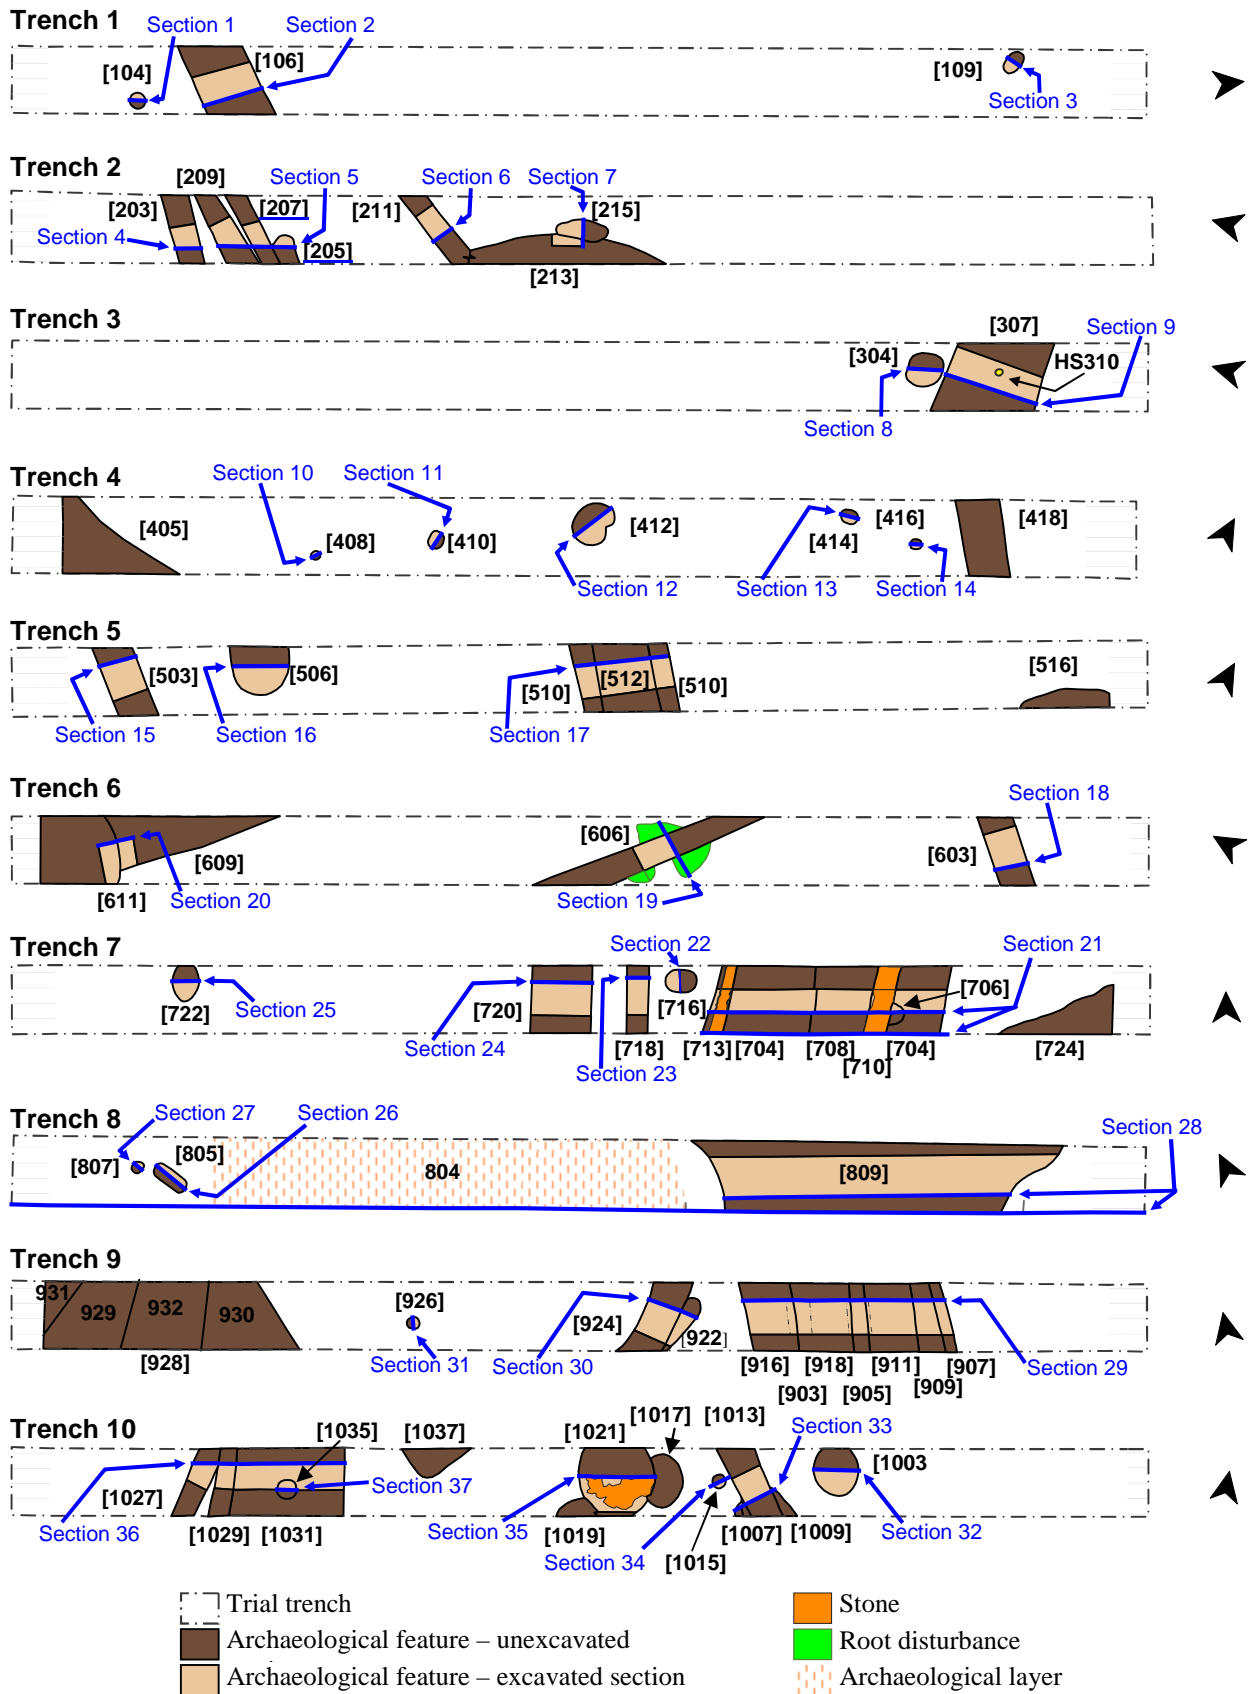 Trench 1
Section 1
Section 2
[104]
[106]
[109]
Section 3
Trench 2
[209]
Section 5
Section 6
Section 7
[203]
[207]
[211]
[215]
Section 4
[205]
[213]
Trench 3
[307]
Section 9
[304]
HS310
Section 8
Trench 4
Section 10
Section 11
[405]
[408]
[410]
[412]
[414]
[416]
[418]
Section 12
Section 13
Section 14
Trench 5
[503]
[506]
[510]
[512]
[510]
[516]
Section 15
Section 16
Section 17
Trench 6
Section 18
[606]
[603]
[609]
[611]
Section 20
Section 19
Trench 7
Section 22
Section 21
[722]
Section 25
[720]
[716]
[706]
Section 24
[718]
[713]
[704]
[708]
[704]
[724]
[710]
Section 23
Trench 8
Section 27
Section 26
Section 28
[807]
[805]
804
[809]
Trench 9
931
929
932
930
[926]
[924]
[922]
[928]
Section 31
Section 30
[916]
[918]
[911]
[907]
Section 29
[903]
[905]
[909]
Trench 10
[1035]
[1037]
[1021]
[1017]
[1013]
Section 33
[1003
[1027]
Section 37
Section 36
[1029]
[1031]
Section 35
[1019]
Section 34
[1015]
[1007]
[1009]
Section 32
Trial trench
Stone
Archaeological feature – unexcavated
Root disturbance
Archaeological feature – excavated section
Archaeological layer